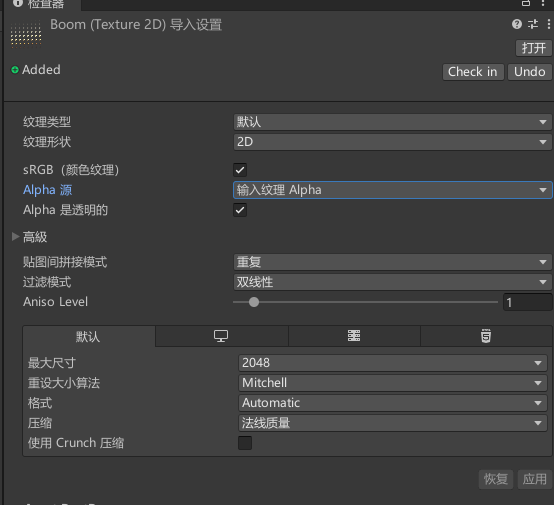 检查器
Boom (Texture 2D) 导入设置
打开
Added
Check in Undo
纹理类型 默认
纹理形状 2D
sRGB（颜色纹理）
Alpha 源 输入纹理 Alpha
Alpha 是透明的
高级
贴图间拼接模式 重复
过滤模式 双线性
Aniso Level 1
默认
最大尺寸 2048
重设大小算法 Mitchell
格式 Automatic
压缩 法线质量
使用 Crunch 压缩
恢复 应用